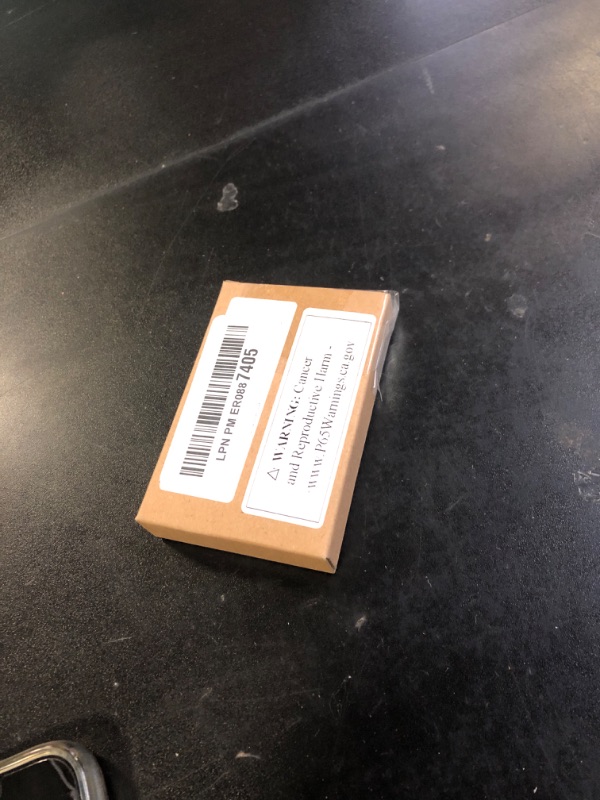 LPN PM ER088 7405
⚠ WARNING: Cancer
and Reproductive Harm -
www.P65Warnings.ca.gov